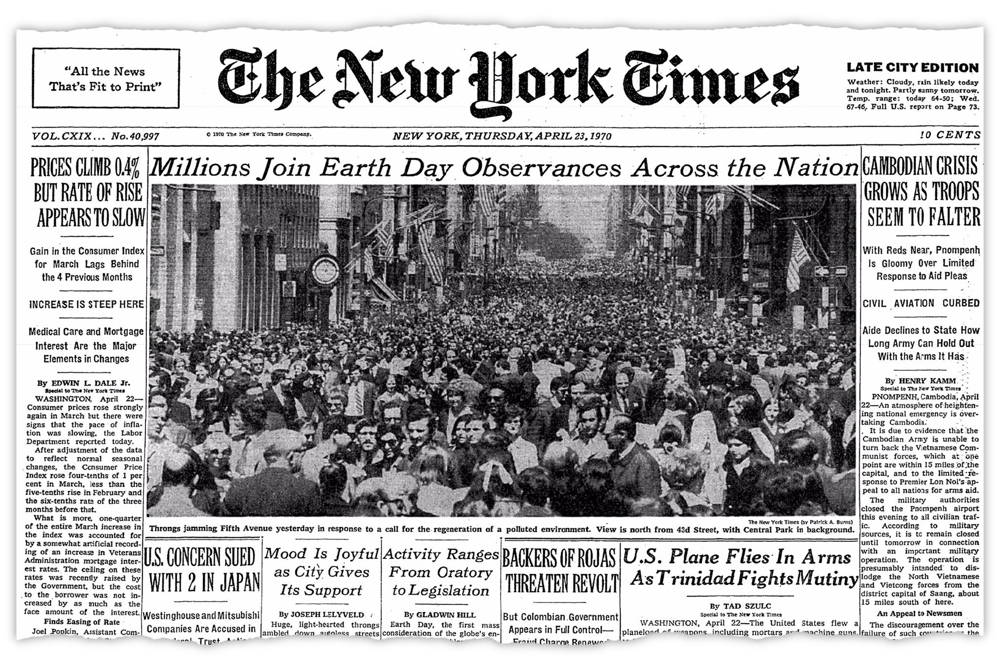 "All the News
That's Fit to Print"
The New York Times
LATE CITY EDITION
Weather: Cloudy, rain likely today
and tonight. Partly sunny tomorrow.
Temp. range: today 64-50; Wed.
67-46. Full U.S. report on Page 73.
VOL. CXIX... No. 40,997
© 1970 The New York Times Company.
NEW YORK, THURSDAY, APRIL 23, 1970
10 CENTS
PRICES CLIMB 0.4%
BUT RATE OF RISE
APPEARS TO SLOW
Gain in the Consumer Index
for March Lags Behind
the 4 Previous Months
INCREASE IS STEEP HERE
Medical Care and Mortgage
Interest Are the Major
Elements in Changes
By EDWIN L. DALE Jr.
Special to The New York Times
WASHINGTON, April 22—
Consumer prices rose strongly
again in March but there were
signs that the pace of infla-
tion was slowing, the Labor
Department reported today.
After adjustment of the data
to reflect normal seasonal
changes, the Consumer Price
Index rose four-tenths of 1 per
cent in March, less than the
five-tenths rise in February and
the six-tenths rate of the three
months before that.
What is more, one-quarter
of the entire March increase in
the index was accounted for
by a somewhat artificial record-
ing of an increase in Veterans
Administration mortgage inter-
est rates. The ceiling on these
rates was recently raised by
the Government, but the cost
to the borrower was not in-
creased by as much as the
face amount of the interest.
Finds Easing of Rate
Joel Popkin, Assistant Com-
Millions Join Earth Day Observances Across the Nation
The New York Times (by Patrick A. Burns)
Throngs jamming Fifth Avenue yesterday in response to a call for the regeneration of a polluted environment. View is north from 43d Street, with Central Park in background.
U.S. CONCERN SUED
WITH 2 IN JAPAN
Westinghouse and Mitsubishi
Companies Are Accused in
Trust
Mood Is Joyful
as City Gives
Its Support
By JOSEPH LELYVELD
Huge, light-hearted throngs
ambled down autoless streets
Activity Ranges
From Oratory
to Legislation
By GLADWIN HILL
Earth Day, the first mass
consideration of the globe's en-
BACKERS OF ROJAS
THREATEN REVOLT
But Colombian Government
Appears in Full Control—
Fraud Charge Renewed
U.S. Plane Flies In Arms
As Trinidad Fights Mutiny
By TAD SZULC
Special to The New York Times
WASHINGTON, April 22—The United States flew a
planeload of weapons, including mortars and machine guns,
CAMBODIAN CRISIS
GROWS AS TROOPS
SEEM TO FALTER
With Reds Near, Pnompenh
Is Gloomy Over Limited
Response to Aid Pleas
CIVIL AVIATION CURBED
Aide Declines to State How
Long Army Can Hold Out
With the Arms It Has
By HENRY KAMM
Special to The New York Times
PNOMPENH, Cambodia, April
22—An atmosphere of heighten-
ing national emergency is over-
taking Cambodia.
It is due to evidence that the
Cambodian Army is unable to
turn back the Vietnamese Com-
munist forces, which at one
point are within 15 miles of the
capital, and to the limited re-
sponse to Premier Lon Nol's ap-
peal to all nations for arms aid.
The military authorities
closed the Pnompenh airport
this evening to all civilian traf-
fic. According to military
sources, it is to remain closed
until tomorrow in connection
with an important military
operation. The operation is
presumably intended to dis-
lodge the North Vietnamese
and Vietcong forces from the
district capital of Saang, about
15 miles south of here.
An Appeal to Newsmen
The discouragement over the
failure of such countries as the